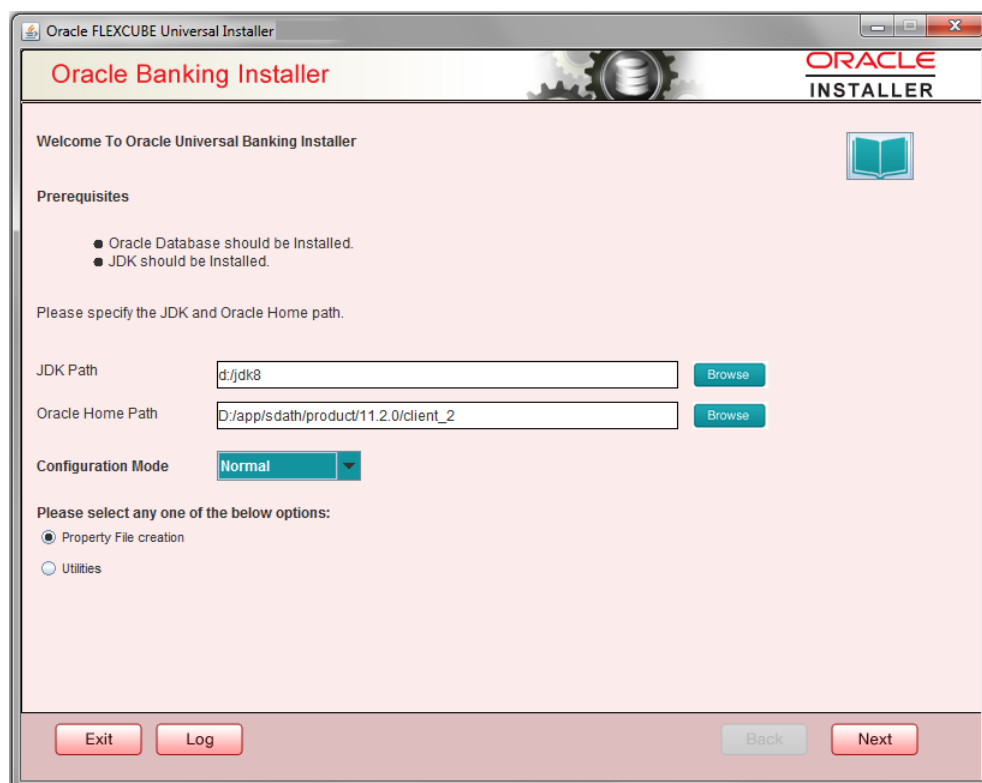 Oracle FLEXCUBE Universal Installer
Oracle Banking Installer
ORACLE
INSTALLER
Welcome To Oracle Universal Banking Installer
Prerequisites
Oracle Database should be Installed.
JDK should be Installed.
Please specify the JDK and Oracle Home path.
JDK Path d:/jdk8 Browse
Oracle Home Path D:/app/sdath/product/11.2.0/client_2 Browse
Configuration Mode Normal
Please select any one of the below options:
Property File creation
Utilities
Exit Log Back Next